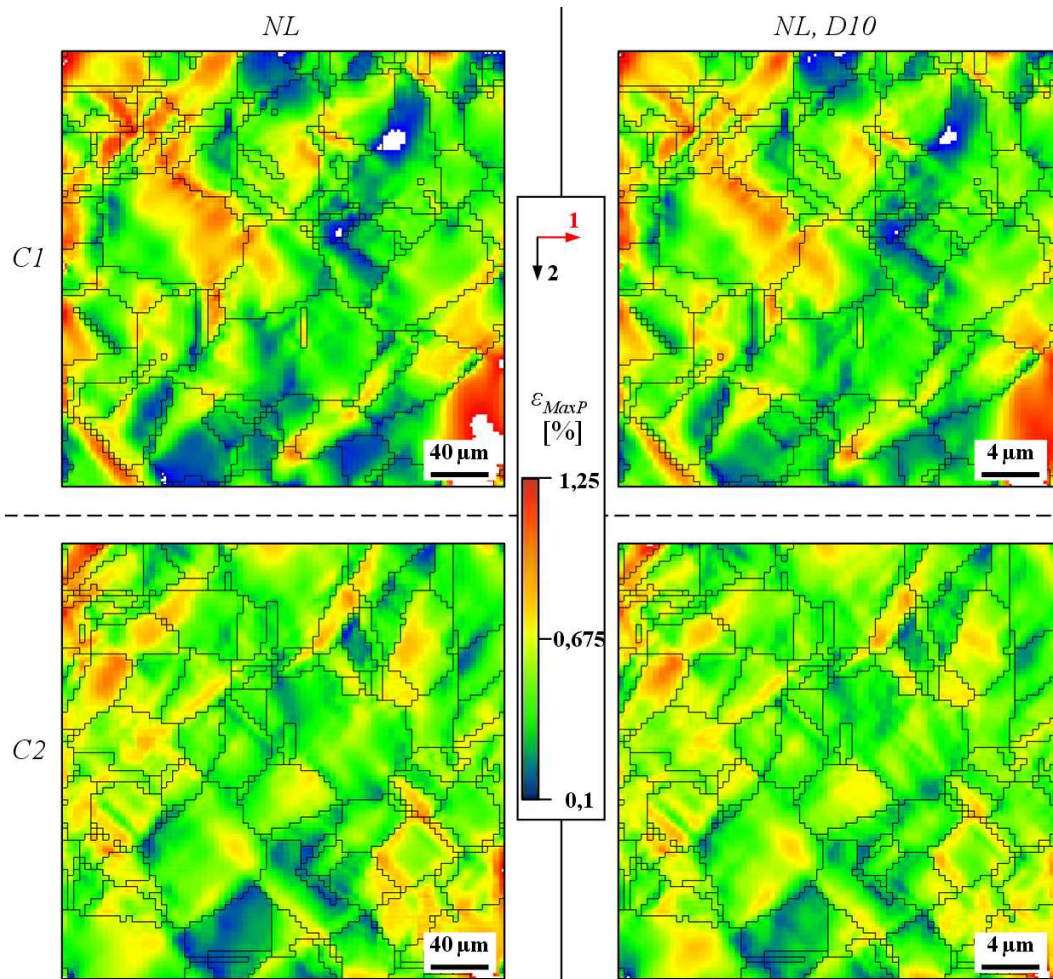 NL
NL, D10
C1
1
2
ε_MaxP
[%]
40 µm
4 µm
1,25
0,675
0,1
C2
40 µm
4 µm